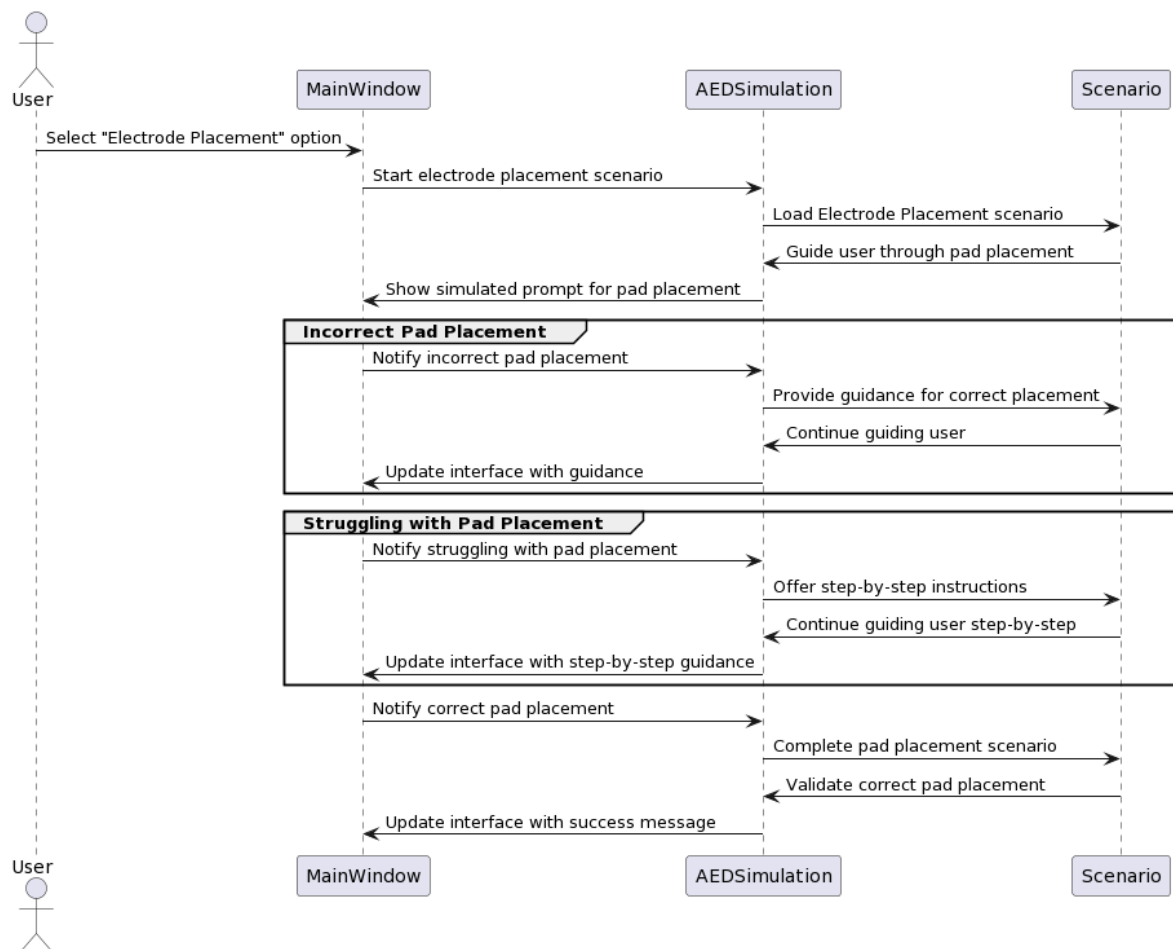 User
MainWindow
AEDSimulation
Scenario
Select "Electrode Placement" option
Start electrode placement scenario
Load Electrode Placement scenario
Guide user through pad placement
Show simulated prompt for pad placement
Incorrect Pad Placement
Notify incorrect pad placement
Provide guidance for correct placement
Continue guiding user
Update interface with guidance
Struggling with Pad Placement
Notify struggling with pad placement
Offer step-by-step instructions
Continue guiding user step-by-step
Update interface with step-by-step guidance
Notify correct pad placement
Complete pad placement scenario
Validate correct pad placement
Update interface with success message
User
MainWindow
AEDSimulation
Scenario